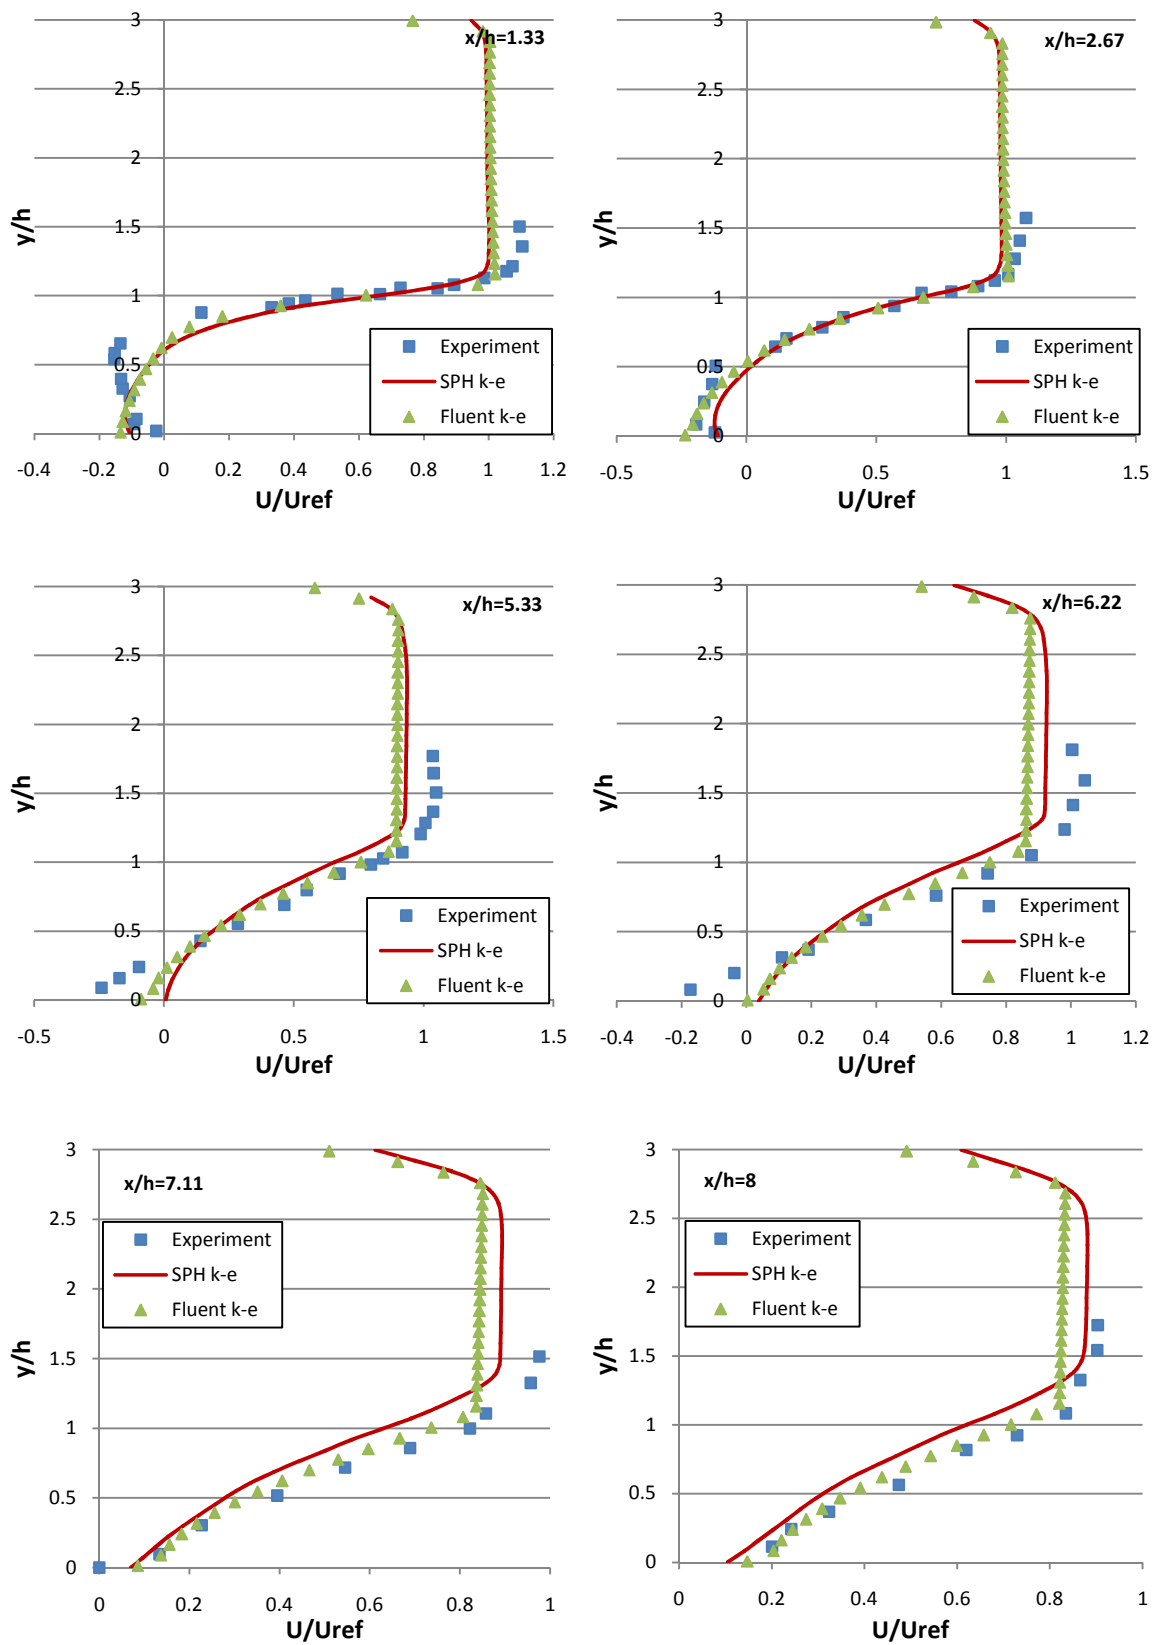 x/h=1.33
3
2.5
2
1.5
1
0.5
0
y/h
Experiment
SPH k-e
Fluent k-e
-0.4 -0.2 0 0.2 0.4 0.6 0.8 1 1.2
U/Uref
x/h=2.67
3
2.5
2
1.5
1
0.5
0
y/h
Experiment
SPH k-e
Fluent k-e
-0.5 0 0.5 1 1.5
U/Uref
x/h=5.33
3
2.5
2
1.5
1
0.5
0
y/h
Experiment
SPH k-e
Fluent k-e
-0.5 0 0.5 1 1.5
U/Uref
x/h=6.22
3
2.5
2
1.5
1
0.5
0
y/h
Experiment
SPH k-e
Fluent k-e
-0.4 -0.2 0 0.2 0.4 0.6 0.8 1 1.2
U/Uref
x/h=7.11
3
2.5
2
1.5
1
0.5
0
y/h
Experiment
SPH k-e
Fluent k-e
0 0.2 0.4 0.6 0.8 1
U/Uref
x/h=8
3
2.5
2
1.5
1
0.5
0
y/h
Experiment
SPH k-e
Fluent k-e
0 0.2 0.4 0.6 0.8 1
U/Uref